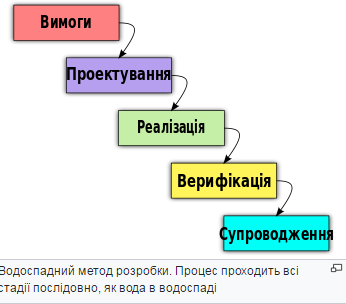 Вимоги
Проектування
Реалізація
Верифікація
Супроводження
Водоспадний метод розробки. Процес проходить всі
стадії послідовно, як вода в водоспаді